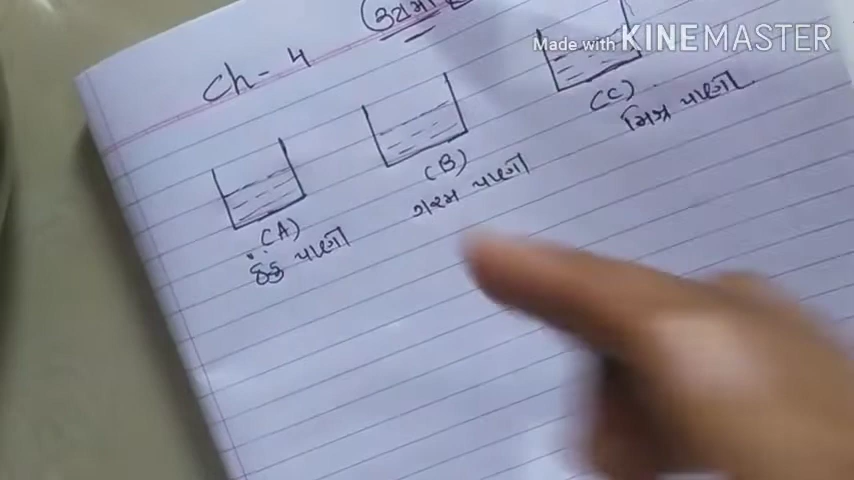 Made with KINEMASTER
Ch - 4
(A)
ઠંડુ પાણી
(B)
ગરમ પાણી
(C)
મિશ્ર પાણી